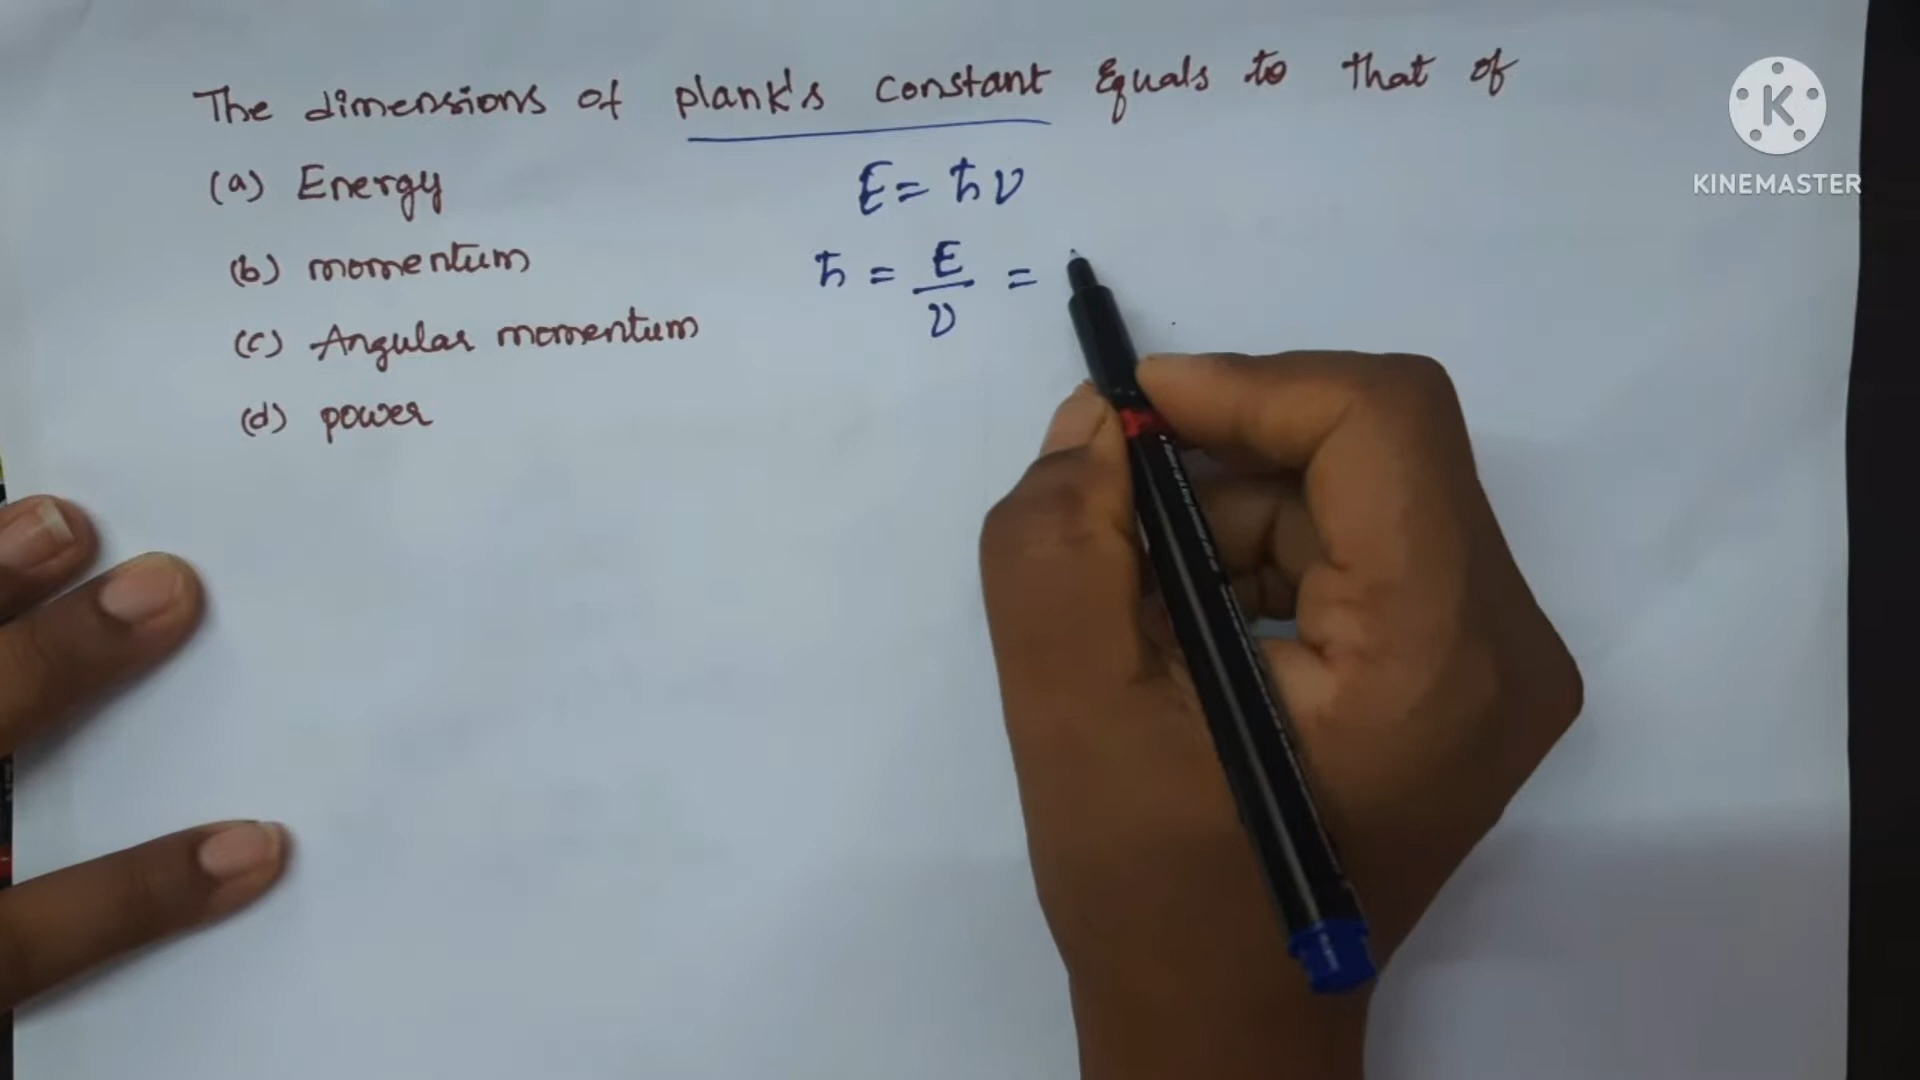 The dimensions of plank's constant Equals to that of
(a) Energy
(b) momentum
(c) Angular momentum
(d) power
E = ħ ν
ħ = E / ν =
K
KINEMASTER